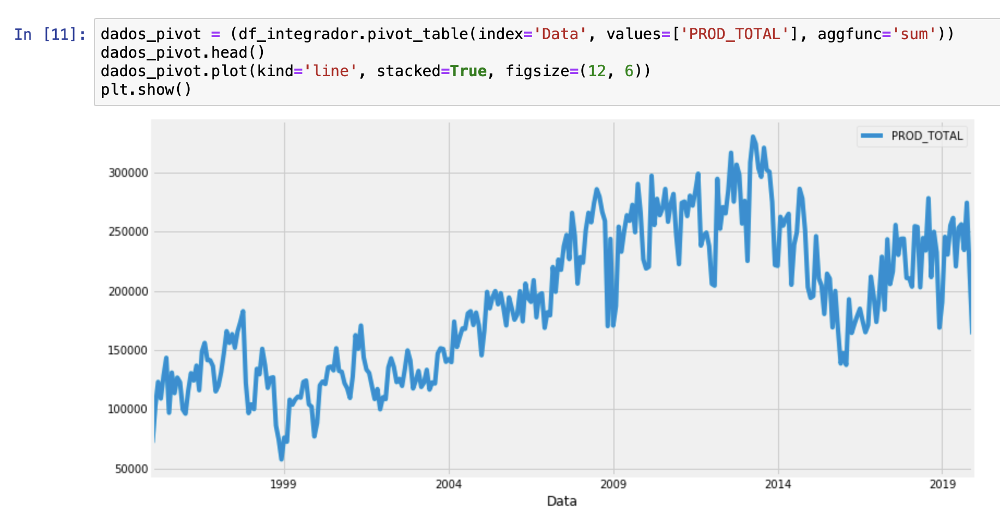 In [11]:
dados_pivot = (df_integrador.pivot_table(index='Data', values=['PROD_TOTAL'], aggfunc='sum'))
dados_pivot.head()
dados_pivot.plot(kind='line', stacked=True, figsize=(12, 6))
plt.show()
PROD_TOTAL
300000
250000
200000
150000
100000
50000
1999 2004 2009 2014 2019
Data